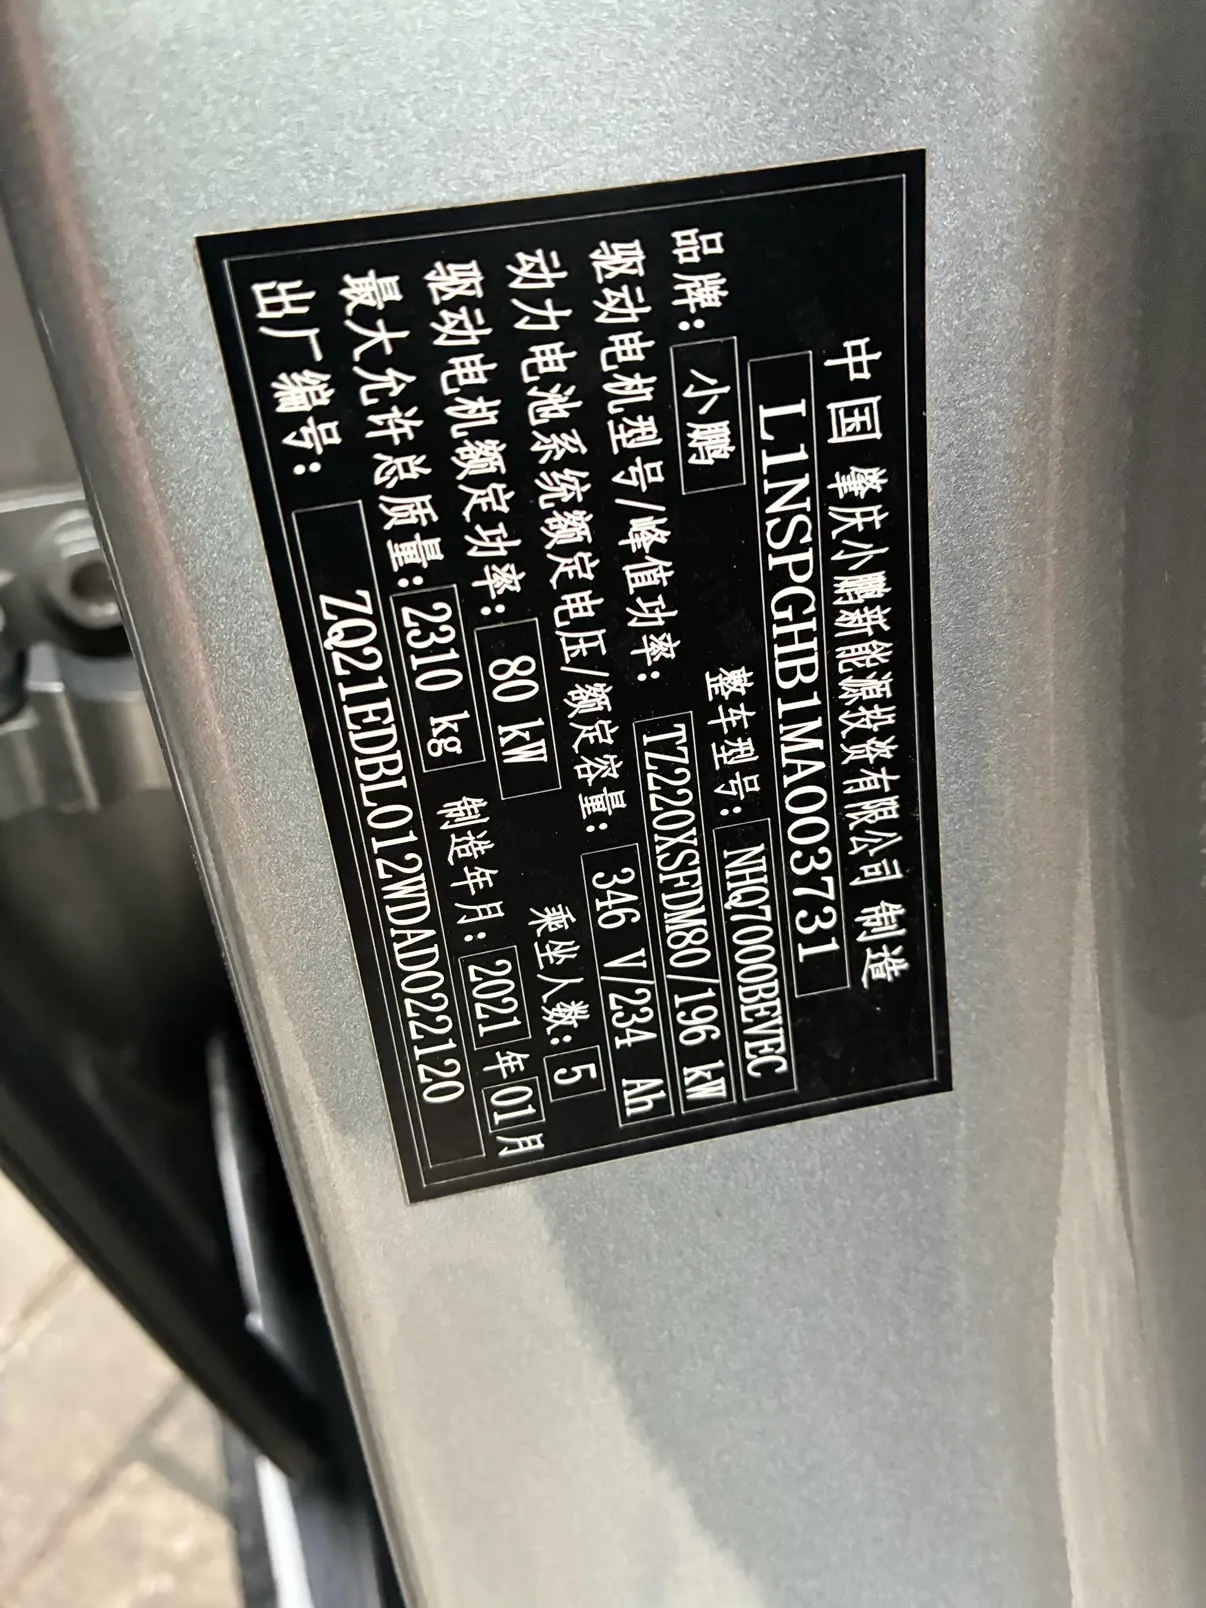 中国 肇庆小鹏新能源投资有限公司 制造
L1NSPGHB1MA003731
品牌: 小鹏 整车型号: NHQ7000BEVEC
驱动电机型号/峰值功率: TZ220XSFDM80/196 kW
动力电池系统额定电压/额定容量: 346 V/234 Ah
驱动电机额定功率: 80 kW 乘坐人数: 5
最大允许总质量: 2310 kg 制造年月: 2021 年 01 月
出厂编号: ZQ21EDBL012WDAD022120